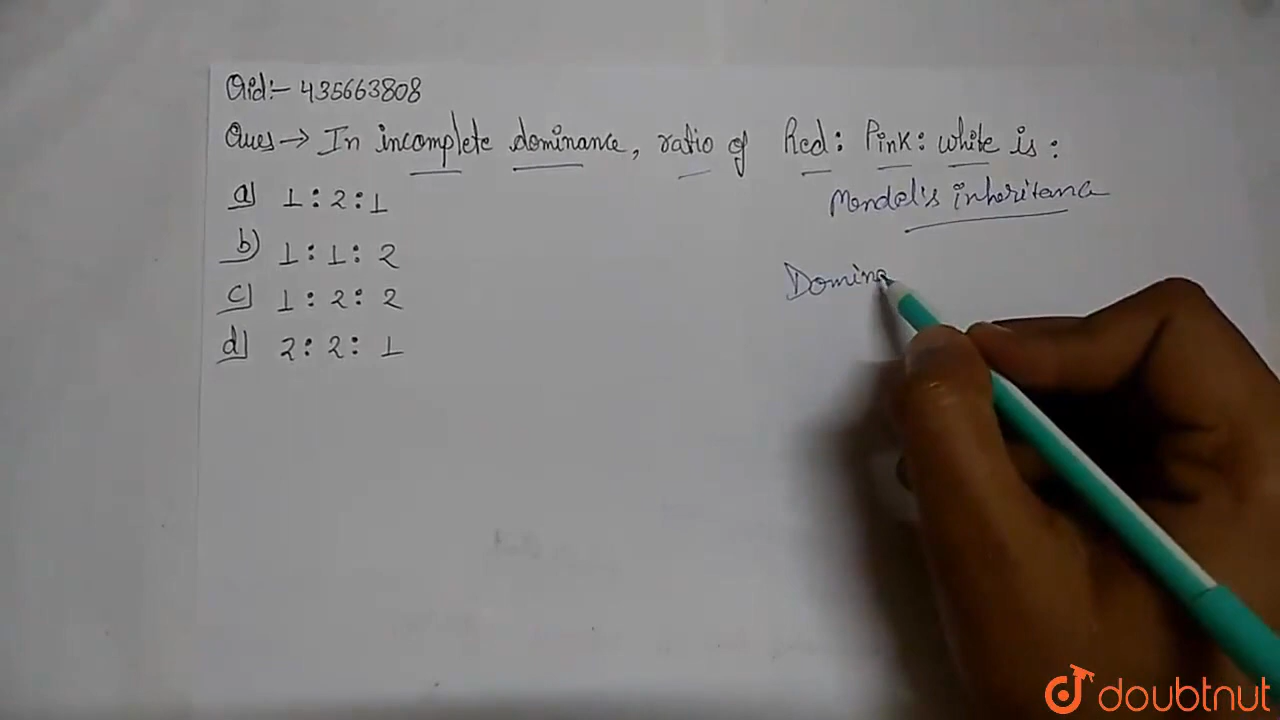 Qid:- 435663808
Ques → In incomplete dominance, ratio of Red: Pink: white is:
a) 1:2:1
Mendel's inheritance
b) 1:1:2
Domina
c) 1:2:2
d) 2:2:1
doubtnut